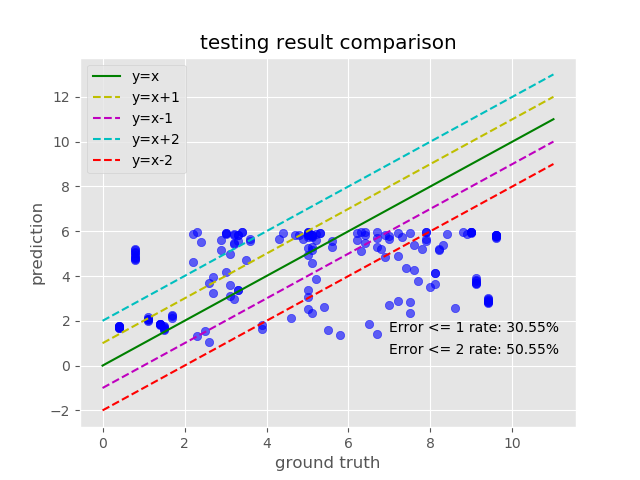 testing result comparison
y=x
y=x+1
y=x-1
y=x+2
y=x-2
12
10
8
6
4
2
0
−2
prediction
Error <= 1 rate: 30.55%
Error <= 2 rate: 50.55%
0
2
4
6
8
10
ground truth